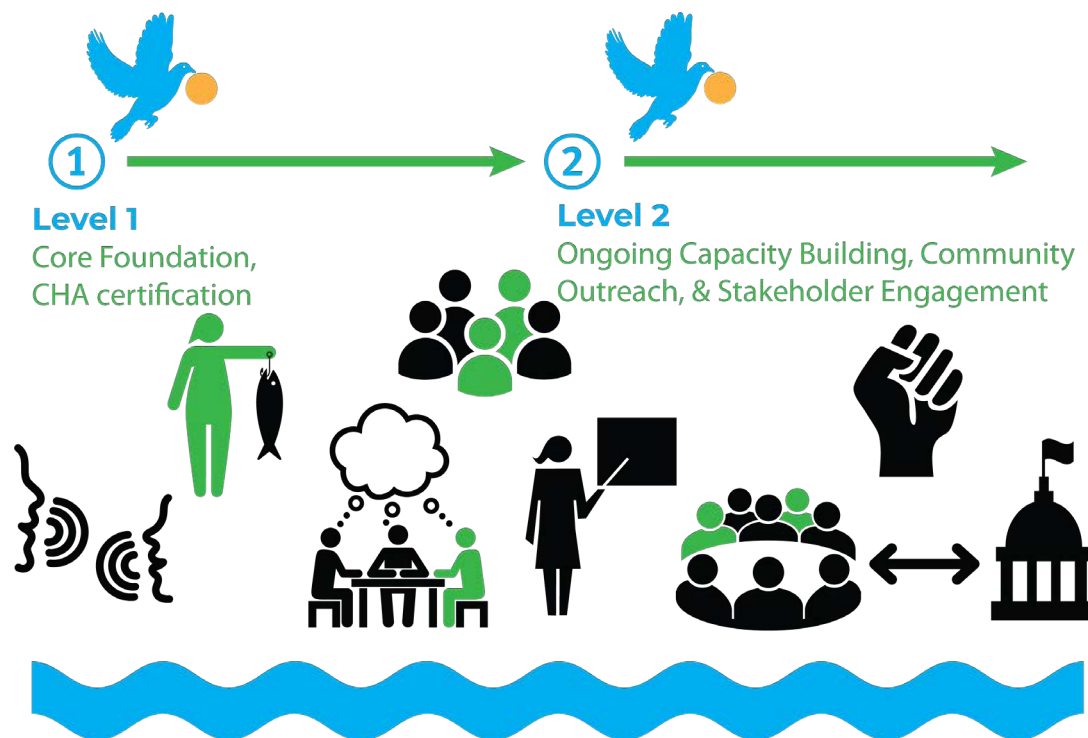 1
2
Level 1
Core Foundation,
CHA certification
Level 2
Ongoing Capacity Building, Community
Outreach, & Stakeholder Engagement